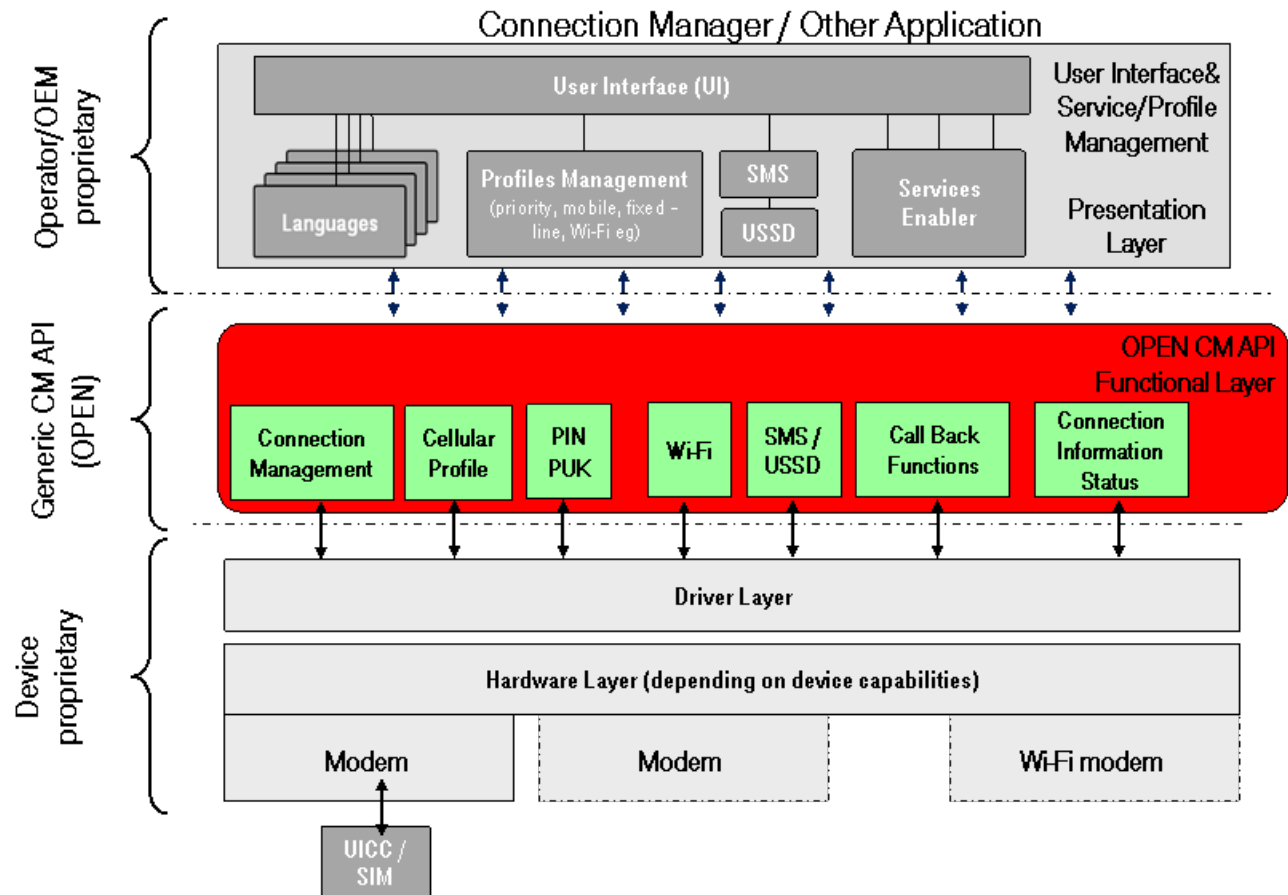 Connection Manager / Other Application
Operator/OEM
proprietary
User Interface (UI)
User Interface&
Service/Profile
Management
Presentation
Layer
Languages
Profiles Management
(priority, mobile, fixed –
line, Wi-Fi eg)
SMS
USSD
Services
Enabler
Generic CM API
(OPEN)
OPEN CM API
Functional Layer
Connection
Management
Cellular
Profile
PIN
PUK
Wi-Fi
SMS /
USSD
Call Back
Functions
Connection
Information
Status
Device
proprietary
Driver Layer
Hardware Layer (depending on device capabilities)
Modem
Modem
Wi-Fi modem
UICC /
SIM